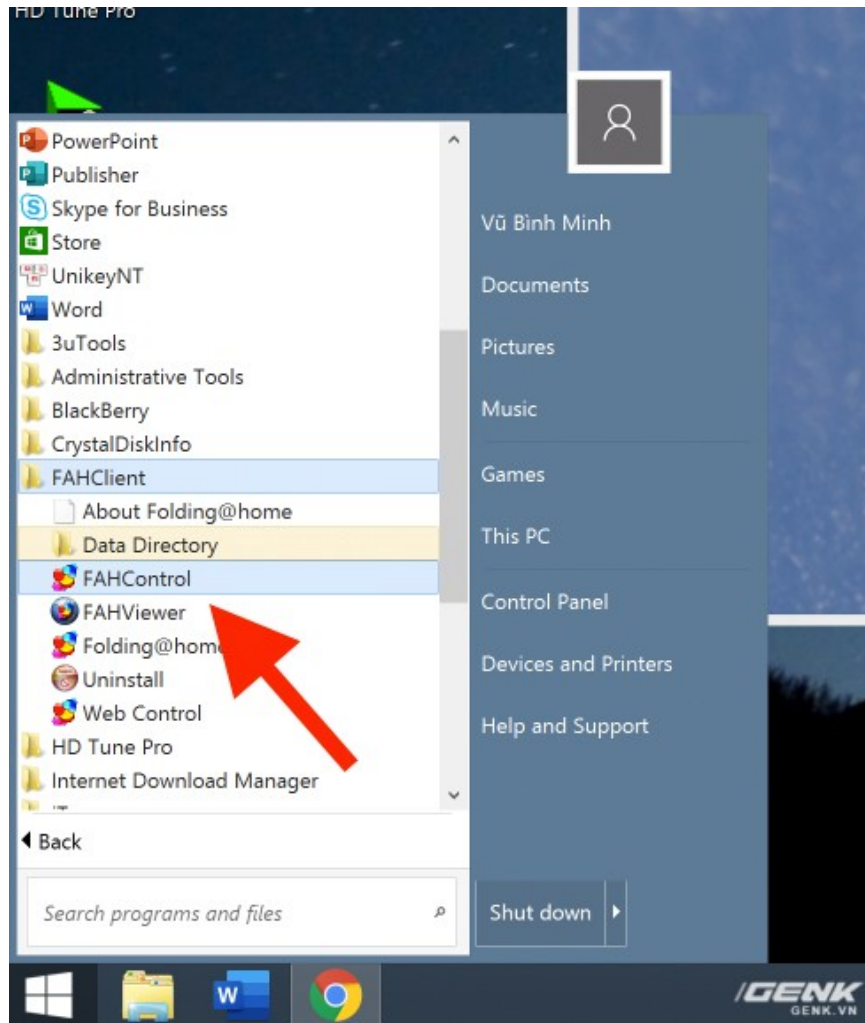 HD Tune Pro
PowerPoint
Publisher
Skype for Business
Store
UnikeyNT
Word
3uTools
Administrative Tools
BlackBerry
CrystalDiskInfo
FAHClient
About Folding@home
Data Directory
FAHControl
FAHViewer
Folding@home
Uninstall
Web Control
HD Tune Pro
Internet Download Manager
Back
Search programs and files
Vũ Bình Minh
Documents
Pictures
Music
Games
This PC
Control Panel
Devices and Printers
Help and Support
Shut down
GENK
GENK.VN